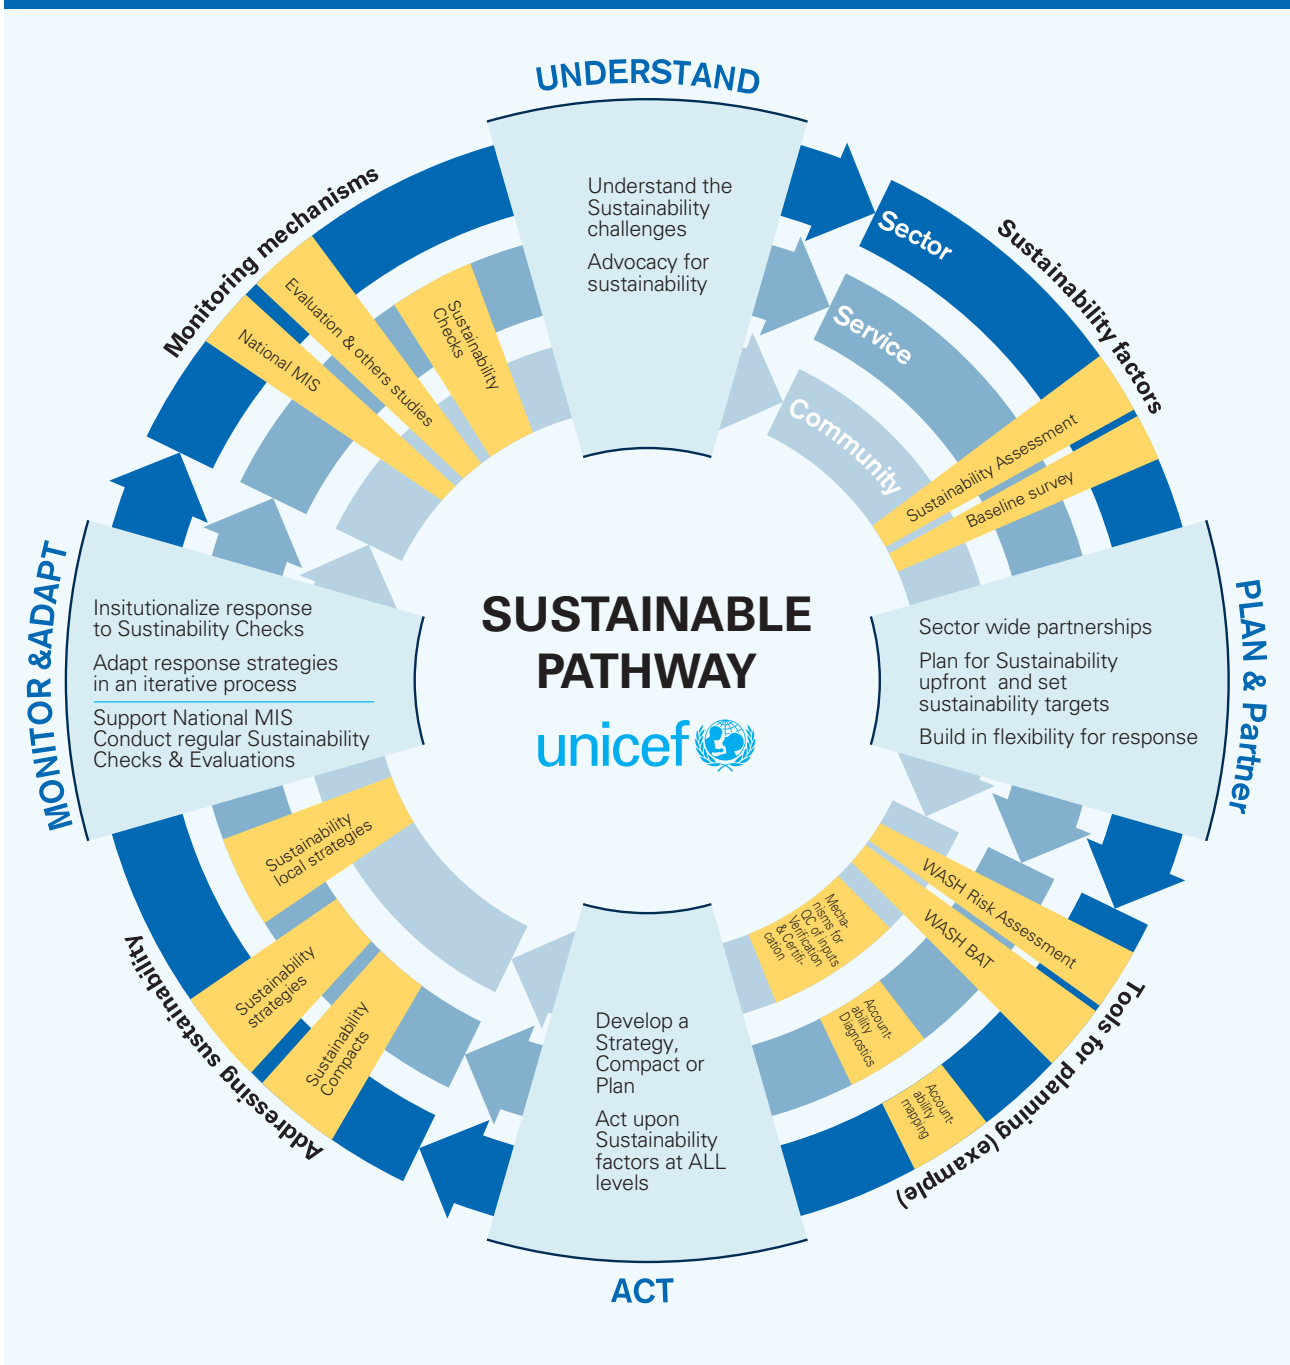 UNDERSTAND
Understand the
Sustainability
challenges
Advocacy for
sustainability
Sector
Service
Community
Sustainability factors
Sustainability Assessment
Baseline survey
PLAN & Partner
Sector wide partnerships
Plan for Sustainability
upfront and set
sustainability targets
Build in flexibility for response
WASH Risk Assessment
WASH BAT
Mecha-
nisms for
QC of inputs
Verification
& Certifi-
cation
Account-
ability
Diagnostics
Account-
ability
mapping
Tools for planning (example)
ACT
Develop a
Strategy,
Compact or
Plan
Act upon
Sustainability
factors at ALL
levels
Addressing sustainability
Sustainability
Compacts
Sustainability
strategies
Sustainability
local strategies
MONITOR &ADAPT
Insitutionalize response
to Sustinability Checks
Adapt response strategies
in an iterative process
Support National MIS
Conduct regular Sustainability
Checks & Evaluations
Monitoring mechanisms
National MIS
Evaluation & others studies
Sustainability
Checks
SUSTAINABLE
PATHWAY
unicef